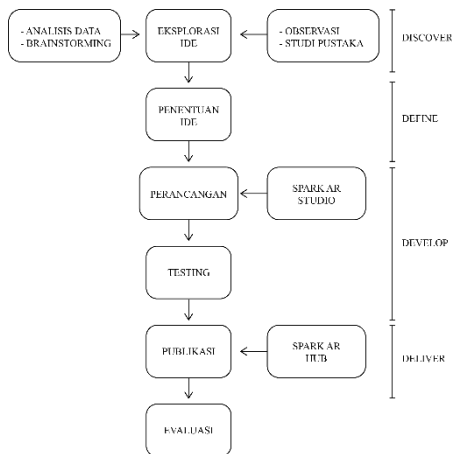 - ANALISIS DATA
- BRAINSTORMING
EKSPLORASI
IDE
- OBSERVASI
- STUDI PUSTAKA
DISCOVER
PENENTUAN
IDE
DEFINE
PERANCANGAN
SPARK AR
STUDIO
DEVELOP
TESTING
PUBLIKASI
SPARK AR
HUB
DELIVER
EVALUASI